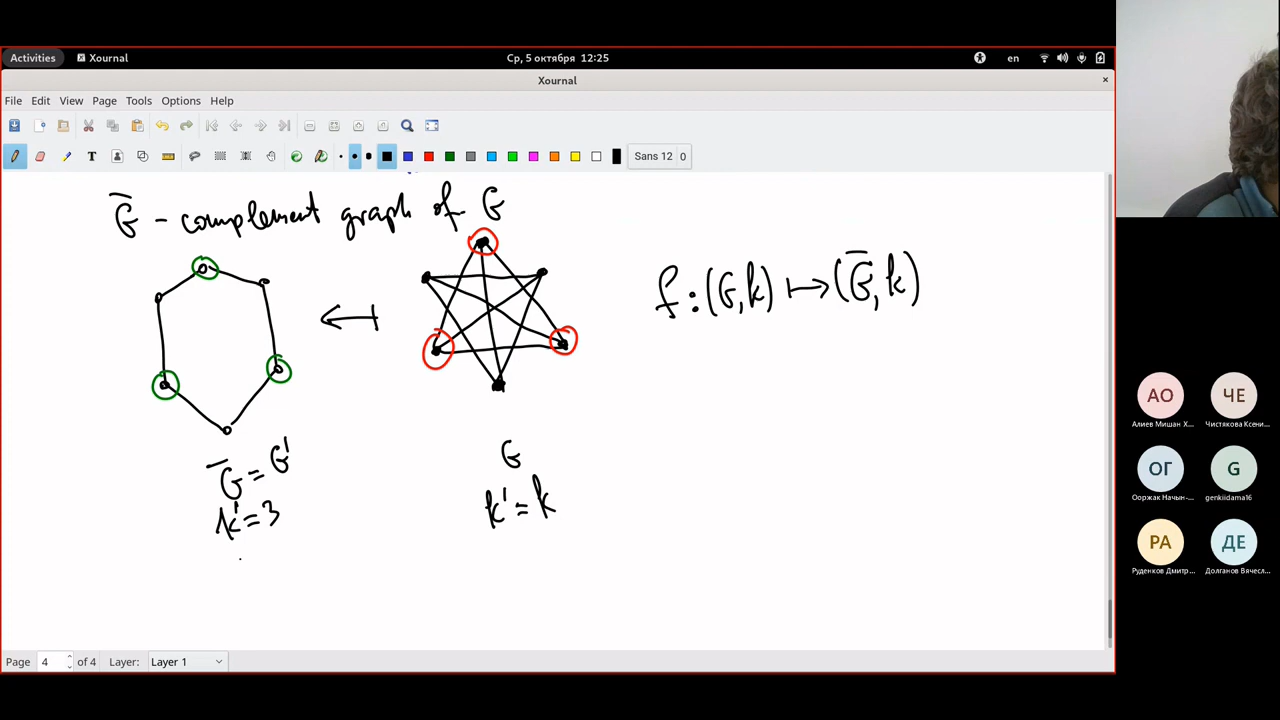 Activities
Xournal
Ср, 5 октября 12:25
en
Xournal
File Edit View Page Tools Options Help
T
Sans 12 0
G̅ - complement graph of G
f: (G,k) ↦ (G̅,k)
G̅ = G'
k' = 3
G
k' = k
Page 4 of 4 Layer: Layer 1
АО
Алиев Мишан Х...
ЧЕ
Чистякова Ксени...
ОГ
Ооржак Начын-...
G
genkiidama16
РА
Руденков Дмитр...
ДЕ
Долганов Вячесл...